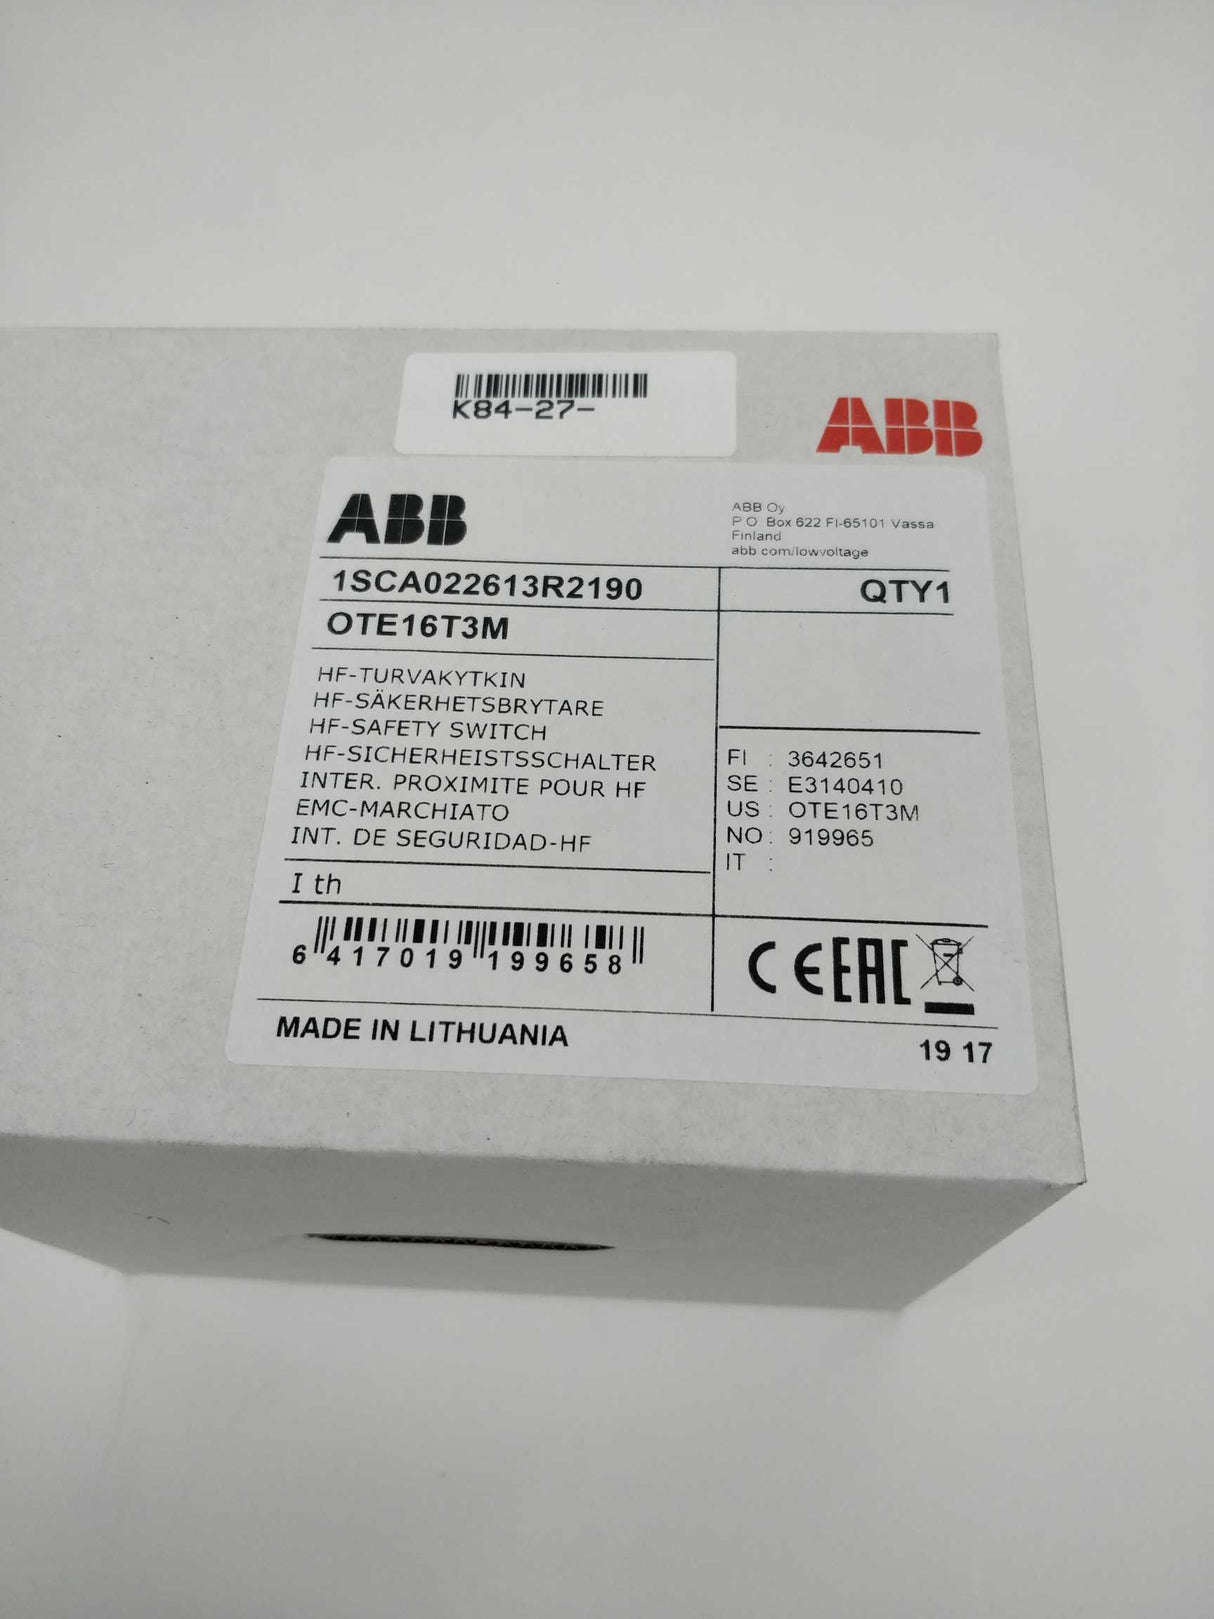 K84-27-
ABB
ABB
ABB Oy
P.O. Box 622 FI-65101 Vassa
Finland
abb.com/lowvoltage
1SCA022613R2190
QTY1
OTE16T3M
HF-TURVAKYTKIN
HF-SÄKERHETSBRYTARE
HF-SAFETY SWITCH
HF-SICHERHEISTSSCHALTER
INTER. PROXIMITE POUR HF
EMC-MARCHIATO
INT. DE SEGURIDAD-HF
FI : 3642651
SE : E3140410
US : OTE16T3M
NO : 919965
IT :
I th
6 417019 199658
CE EAC
MADE IN LITHUANIA
19 17